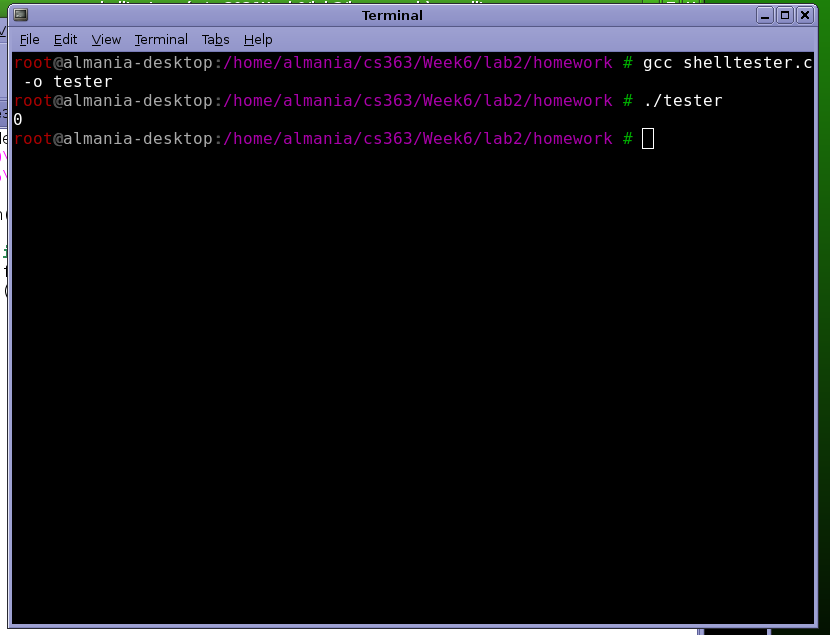 Terminal
File Edit View Terminal Tabs Help
root@almania-desktop:/home/almania/cs363/Week6/lab2/homework # gcc shelltester.c
-o tester
root@almania-desktop:/home/almania/cs363/Week6/lab2/homework # ./tester
0
root@almania-desktop:/home/almania/cs363/Week6/lab2/homework #